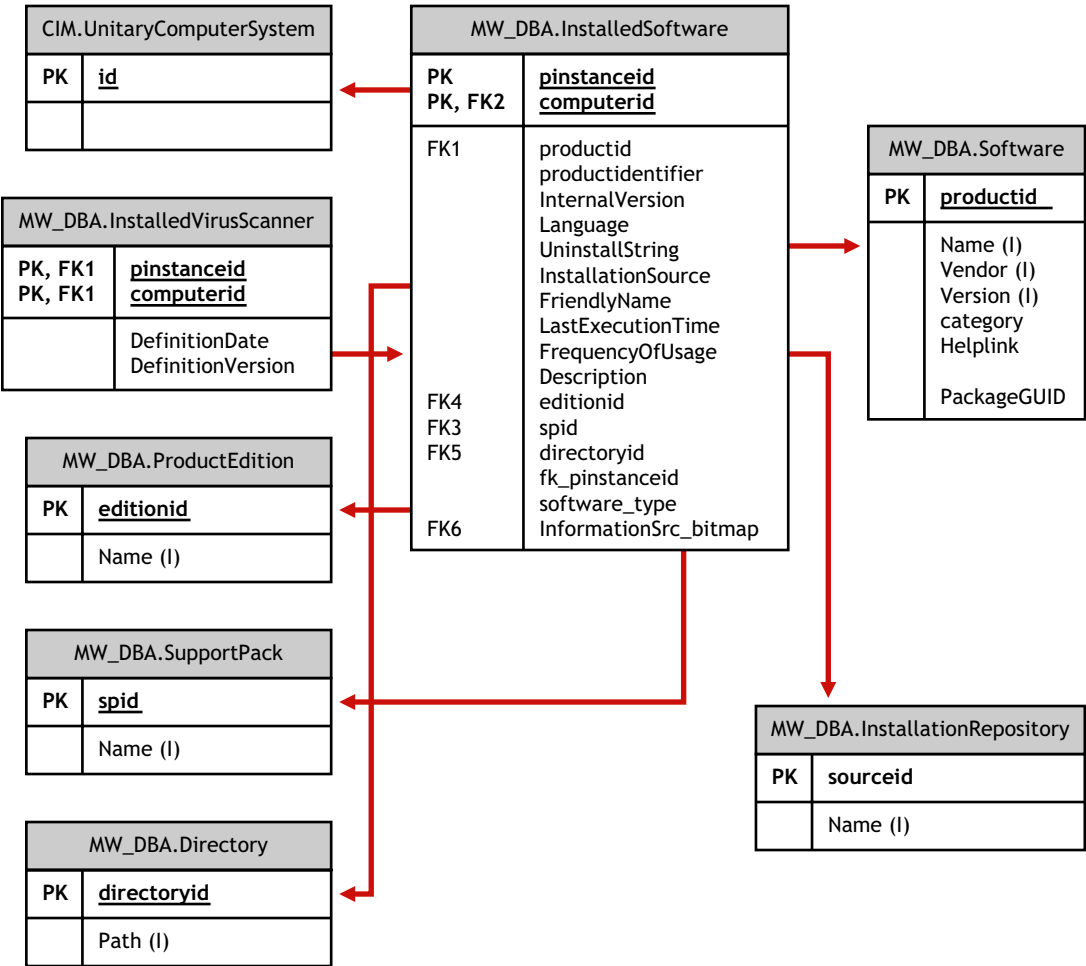 CIM.UnitaryComputerSystem
PK id
MW_DBA.InstalledVirusScanner
PK, FK1 pinstanceid
PK, FK1 computerid
DefinitionDate
DefinitionVersion
MW_DBA.ProductEdition
PK editionid
Name (I)
MW_DBA.SupportPack
PK spid
Name (I)
MW_DBA.Directory
PK directoryid
Path (I)
MW_DBA.InstalledSoftware
PK pinstanceid
PK, FK2 computerid
FK1 productid
productidentifier
InternalVersion
Language
UninstallString
InstallationSource
FriendlyName
LastExecutionTime
FrequencyOfUsage
Description
FK4 editionid
FK3 spid
FK5 directoryid
fk_pinstanceid
software_type
FK6 InformationSrc_bitmap
MW_DBA.Software
PK productid
Name (I)
Vendor (I)
Version (I)
category
Helplink
PackageGUID
MW_DBA.InstallationRepository
PK sourceid
Name (I)